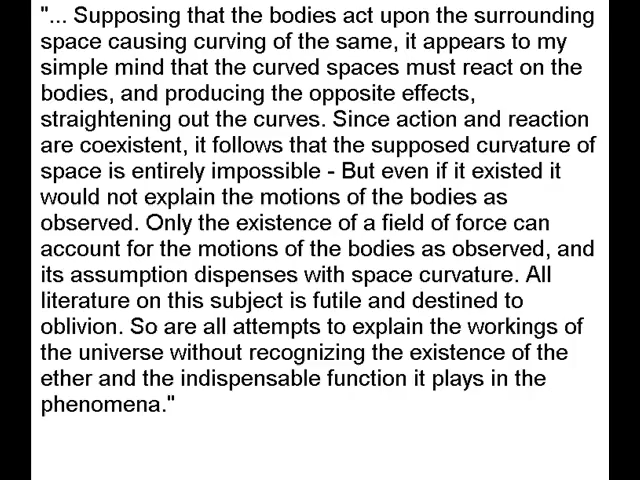 "... Supposing that the bodies act upon the surrounding
space causing curving of the same, it appears to my
simple mind that the curved spaces must react on the
bodies, and producing the opposite effects,
straightening out the curves. Since action and reaction
are coexistent, it follows that the supposed curvature of
space is entirely impossible - But even if it existed it
would not explain the motions of the bodies as
observed. Only the existence of a field of force can
account for the motions of the bodies as observed, and
its assumption dispenses with space curvature. All
literature on this subject is futile and destined to
oblivion. So are all attempts to explain the workings of
the universe without recognizing the existence of the
ether and the indispensable function it plays in the
phenomena."